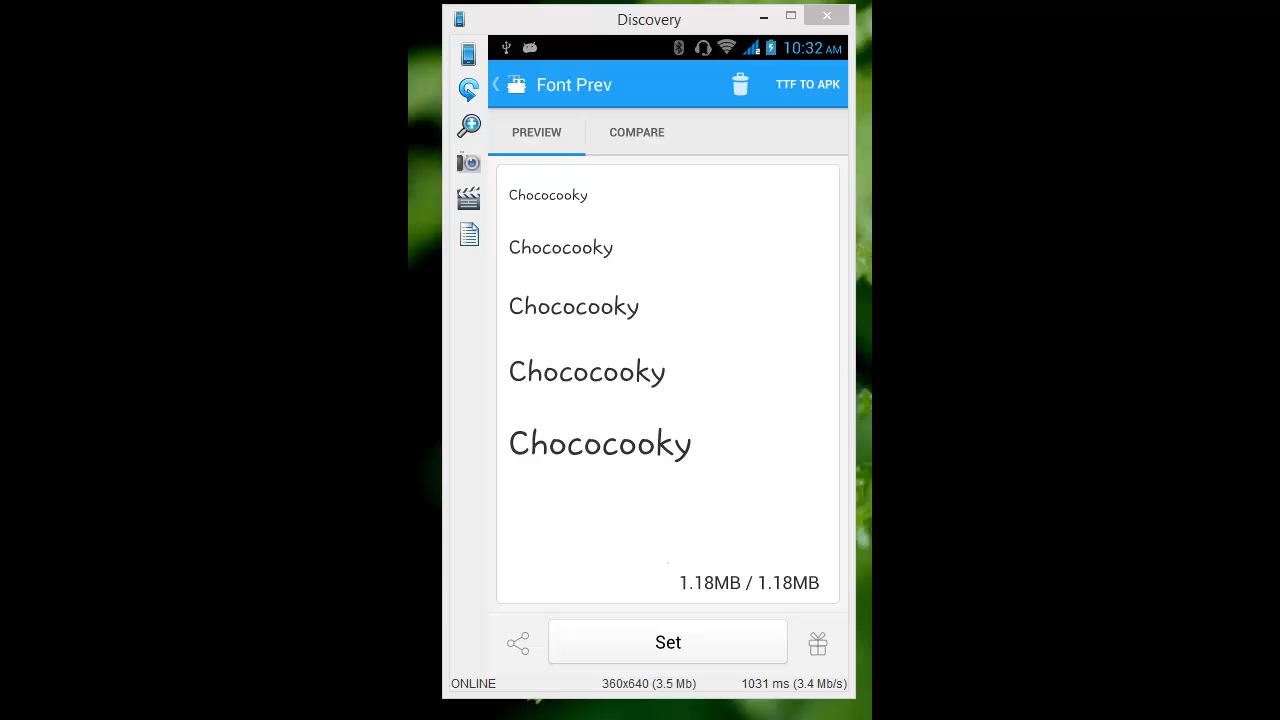 Discovery
10:32 AM
Font Prev
TTF TO APK
PREVIEW
COMPARE
Chococooky
Chococooky
Chococooky
Chococooky
Chococooky
1.18MB / 1.18MB
Set
ONLINE
360x640 (3.5 Mb)
1031 ms (3.4 Mb/s)